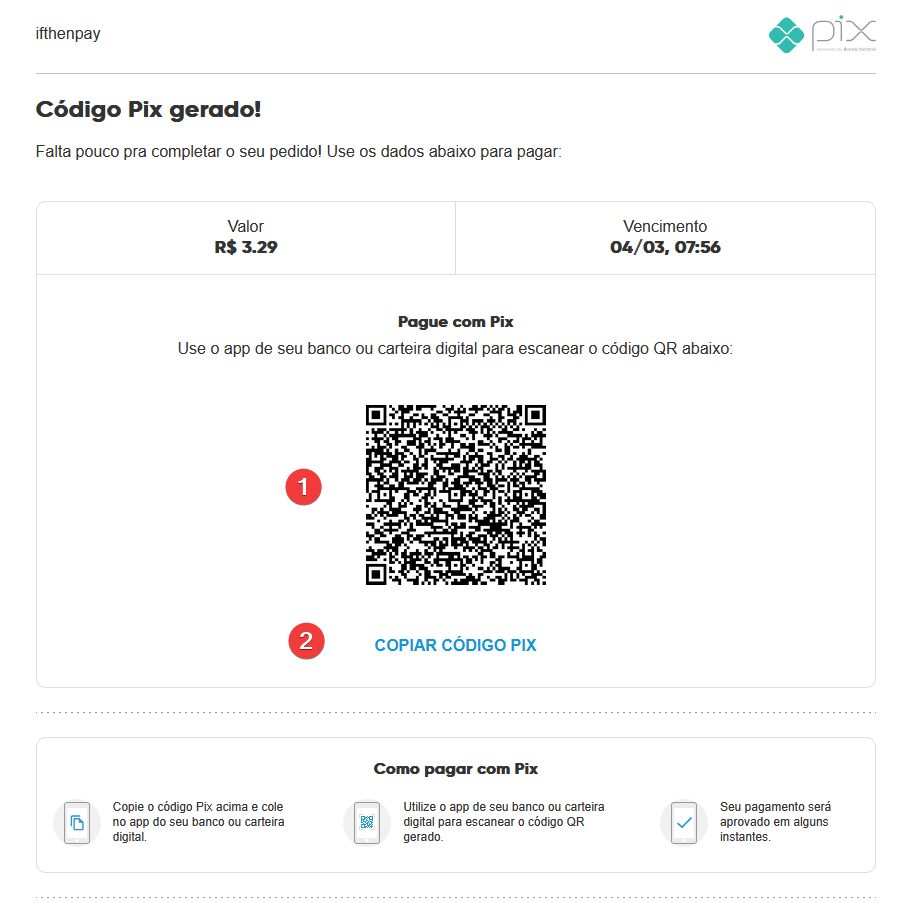 ifthenpay
pix
powered by Banco Central
Código Pix gerado!
Falta pouco pra completar o seu pedido! Use os dados abaixo para pagar:
Valor
R$ 3.29
Vencimento
04/03, 07:56
Pague com Pix
Use o app de seu banco ou carteira digital para escanear o código QR abaixo:
1
2
COPIAR CÓDIGO PIX
Como pagar com Pix
Copie o código Pix acima e cole
no app do seu banco ou carteira
digital.
Utilize o app de seu banco ou carteira
digital para escanear o código QR
gerado.
Seu pagamento será
aprovado em alguns
instantes.